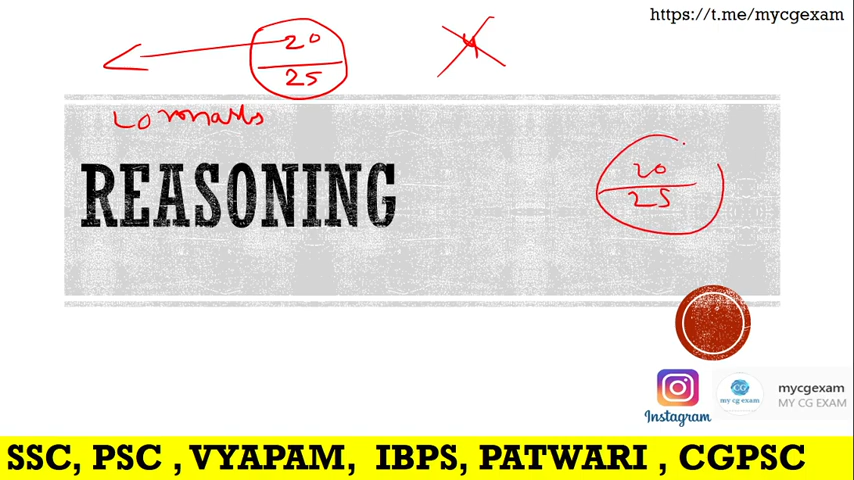 https://t.me/mycgexam
20
25
20 marks
REASONING
20
25
CG
my cg exam
mycgexam
MY CG EXAM
Instagram
SSC, PSC , VYAPAM, IBPS, PATWARI , CGPSC